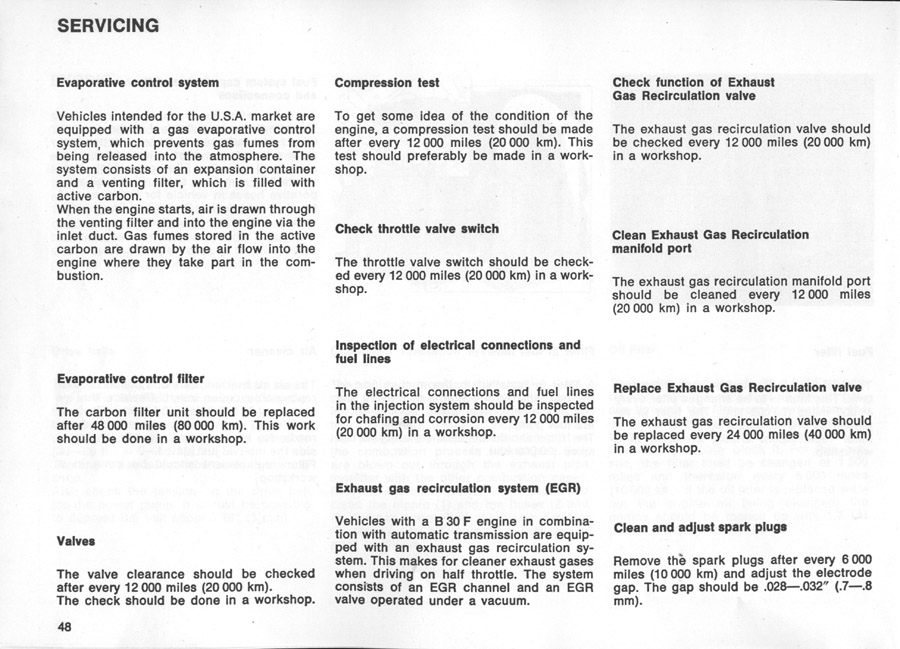 SERVICING
Evaporative control system
Vehicles intended for the U.S.A. market are
equipped with a gas evaporative control
system, which prevents gas fumes from
being released into the atmosphere. The
system consists of an expansion container
and a venting filter, which is filled with
active carbon.
When the engine starts, air is drawn through
the venting filter and into the engine via the
inlet duct. Gas fumes stored in the active
carbon are drawn by the air flow into the
engine where they take part in the com-
bustion.
Evaporative control filter
The carbon filter unit should be replaced
after 48 000 miles (80 000 km). This work
should be done in a workshop.
Valves
The valve clearance should be checked
after every 12 000 miles (20 000 km).
The check should be done in a workshop.
48
Compression test
To get some idea of the condition of the
engine, a compression test should be made
after every 12 000 miles (20 000 km). This
test should preferably be made in a work-
shop.
Check throttle valve switch
The throttle valve switch should be check-
ed every 12 000 miles (20 000 km) in a work-
shop.
Inspection of electrical connections and
fuel lines
The electrical connections and fuel lines
in the injection system should be inspected
for chafing and corrosion every 12 000 miles
(20 000 km) in a workshop.
Exhaust gas recirculation system (EGR)
Vehicles with a B 30 F engine in combina-
tion with automatic transmission are equip-
ped with an exhaust gas recirculation sy-
stem. This makes for cleaner exhaust gases
when driving on half throttle. The system
consists of an EGR channel and an EGR
valve operated under a vacuum.
Check function of Exhaust
Gas Recirculation valve
The exhaust gas recirculation valve should
be checked every 12 000 miles (20 000 km)
in a workshop.
Clean Exhaust Gas Recirculation
manifold port
The exhaust gas recirculation manifold port
should be cleaned every 12 000 miles
(20 000 km) in a workshop.
Replace Exhaust Gas Recirculation valve
The exhaust gas recirculation valve should
be replaced every 24 000 miles (40 000 km)
in a workshop.
Clean and adjust spark plugs
Remove the spark plugs after every 6 000
miles (10 000 km) and adjust the electrode
gap. The gap should be .028—.032″ (.7—.8
mm).